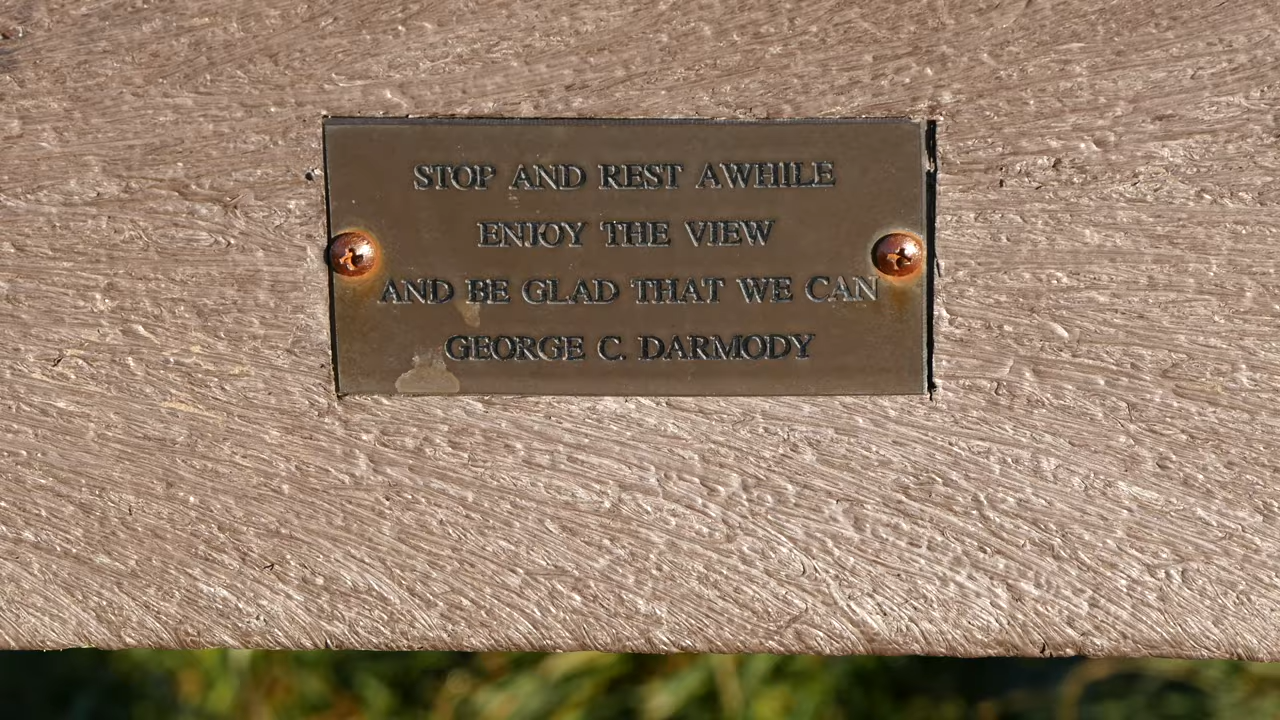 STOP AND REST AWHILE
ENJOY THE VIEW
AND BE GLAD THAT WE CAN
GEORGE C. DARMODY